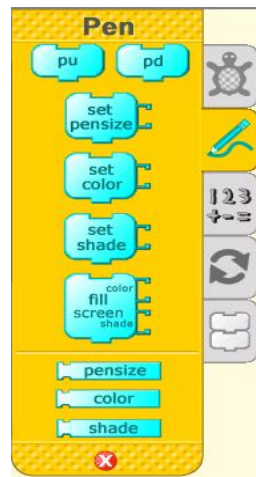 Pen
pu pd
set
pensize
set
color
set
shade
color
fill
screen
shade
pensize
color
shade
123
+-=